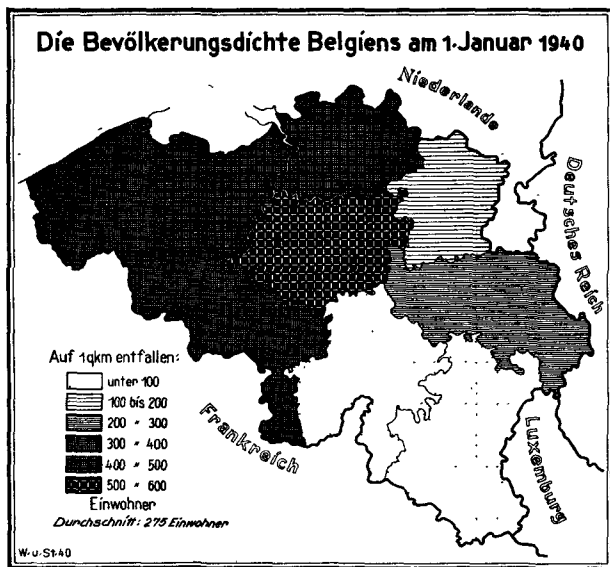 Die Bevölkerungsdichte Belgiens am 1. Januar 1940
Niederlande
Deutsches Reich
Auf 1qkm entfallen:
unter 100
100 bis 200
200 " 300
300 " 400
400 " 500
500 " 600
Einwohner
Durchschnitt: 275 Einwohner
Frankreich
Luxemburg
W.u.St.40